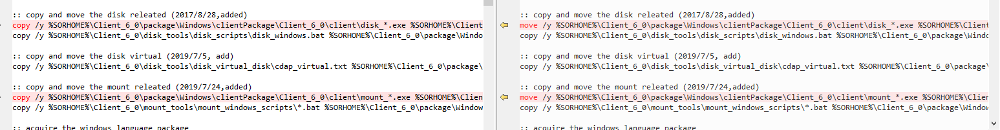 :: copy and move the disk releated (2017/8/28,added)
copy /y %SORHOME%\Client_6_0\package\Windows\clientPackage\Client_6_0\client\disk_*.exe %SORHOME%\Client
copy /y %SORHOME%\Client_6_0\disk_tools\disk_scripts\disk_windows.bat %SORHOME%\Client_6_0\package\Windo
:: copy and move the disk virtual (2019/7/5, add)
copy /y %SORHOME%\Client_6_0\disk_tools\disk_virtual_disk\cdap_virtual.txt %SORHOME%\Client_6_0\package\
:: copy and move the mount releated (2019/7/24,added)
copy /y %SORHOME%\Client_6_0\package\Windows\clientPackage\Client_6_0\client\mount_*.exe %SORHOME%\Clien
copy /y %SORHOME%\Client_6_0\mount_tools\mount_windows_scripts\*.bat %SORHOME%\Client_6_0\package\Window
:: acquire the windows language package
:: copy and move the disk releated (2017/8/28,added)
move /y %SORHOME%\Client_6_0\package\Windows\clientPackage\Client_6_0\client\disk_*.exe %SORHOME%\Client
copy /y %SORHOME%\Client_6_0\disk_tools\disk_scripts\disk_windows.bat %SORHOME%\Client_6_0\package\Windo
:: copy and move the disk virtual (2019/7/5, add)
copy /y %SORHOME%\Client_6_0\disk_tools\disk_virtual_disk\cdap_virtual.txt %SORHOME%\Client_6_0\package\
:: copy and move the mount releated (2019/7/24,added)
move /y %SORHOME%\Client_6_0\package\Windows\clientPackage\Client_6_0\client\mount_*.exe %SORHOME%\Clien
copy /y %SORHOME%\Client_6_0\mount_tools\mount_windows_scripts\*.bat %SORHOME%\Client_6_0\package\Window
:: acquire the windows language package